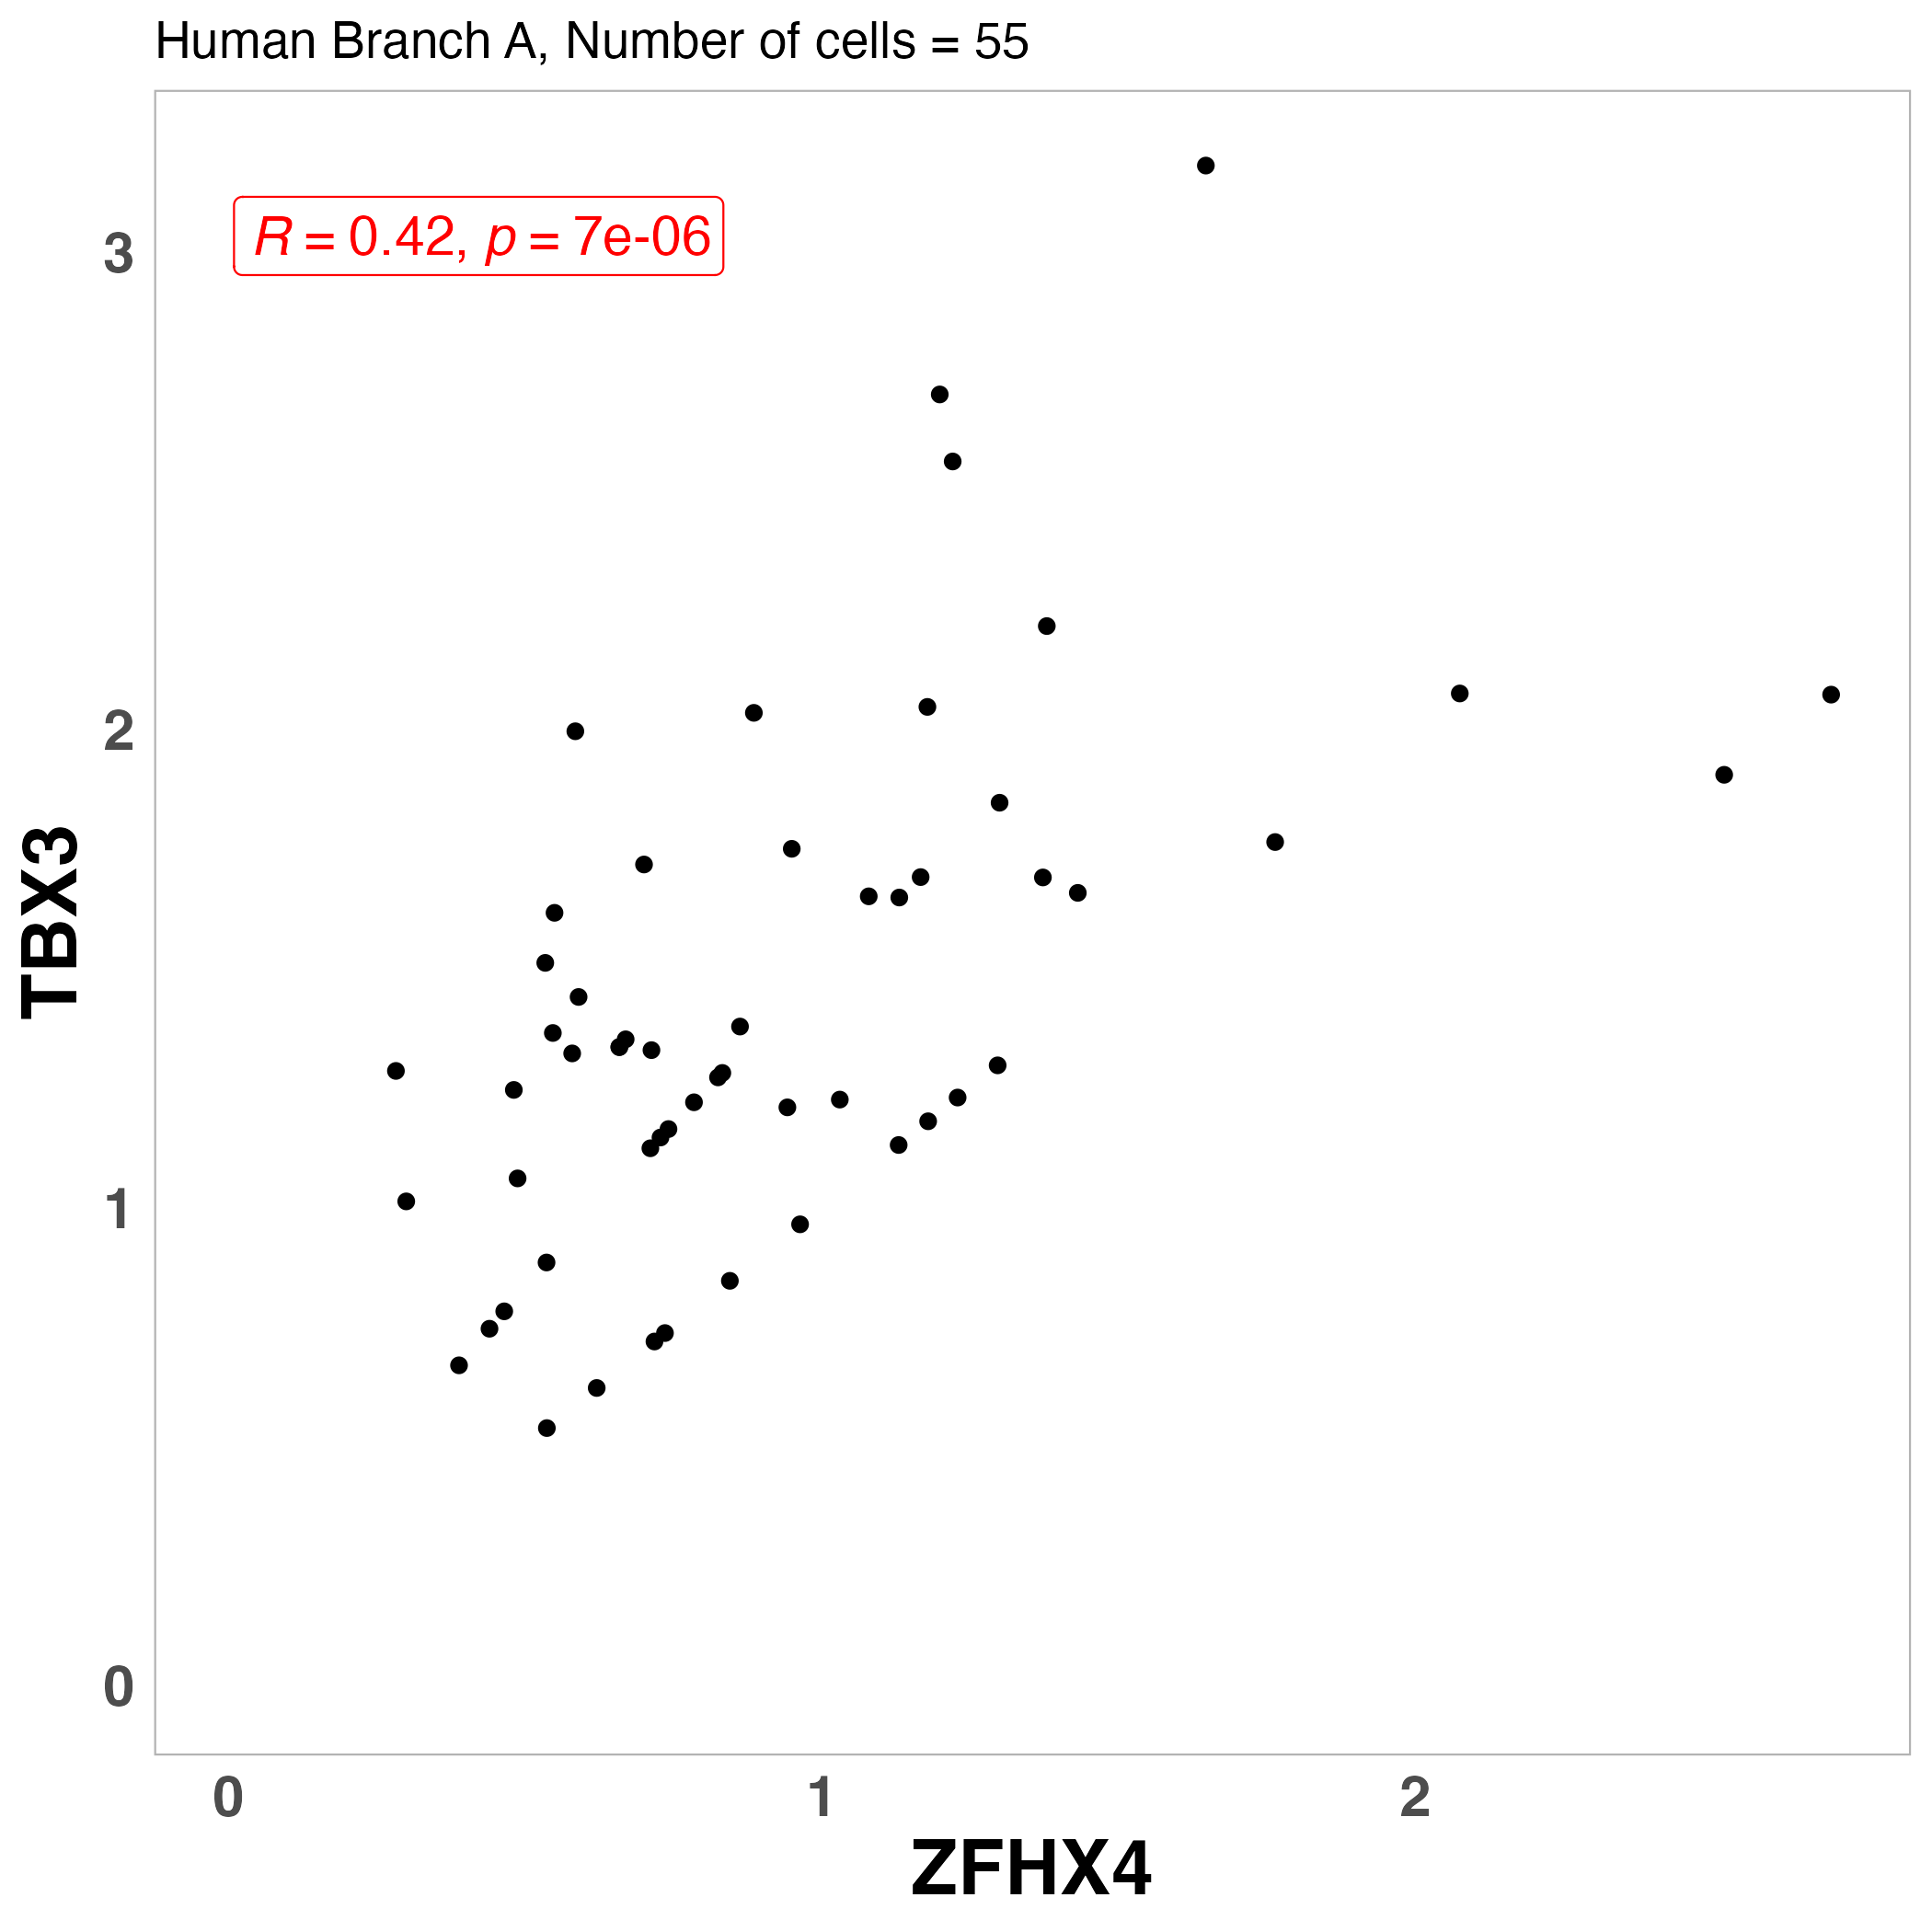 Human Branch A, Number of cells = 55
R = 0.42, p = 7e-06
3
2
1
0
TBX3
0 1 2
ZFHX4